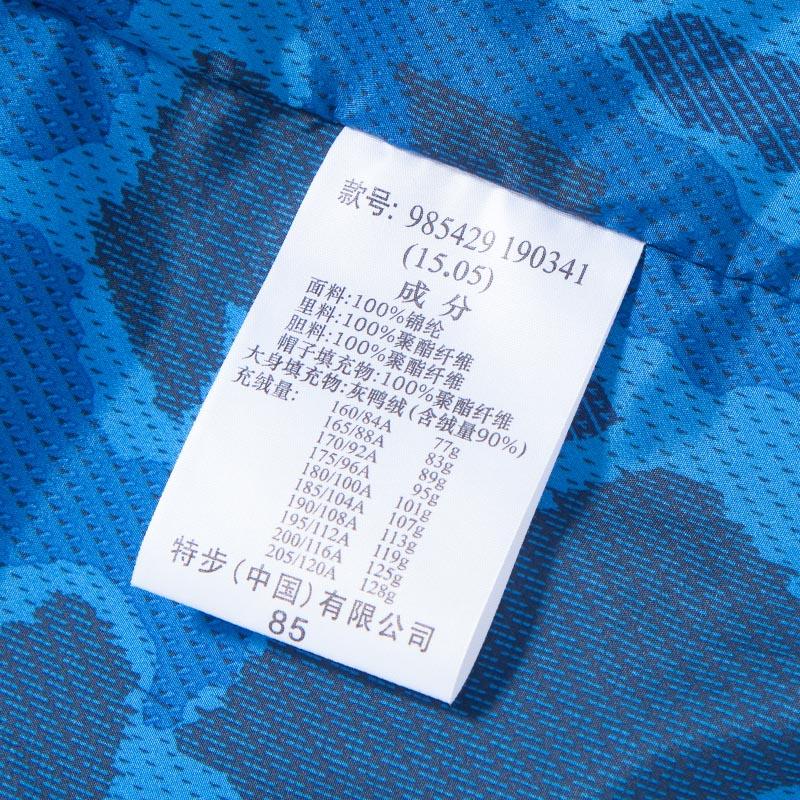 款号: 985429 190341
(15.05)
成 分
面料:100%锦纶
里料:100%聚酯纤维
胆料:100%聚酯纤维
帽子填充物:100%聚酯纤维
大身填充物:灰鸭绒(含绒量90%)
充绒量:
160/84A 77g
165/88A 83g
170/92A 89g
175/96A 95g
180/100A 101g
185/104A 107g
190/108A 113g
195/112A 119g
200/116A 125g
205/120A 128g
特步(中国)有限公司
85